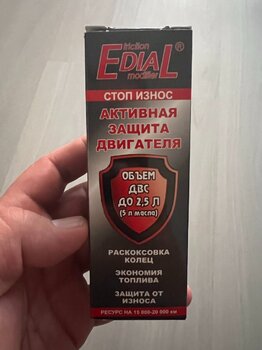 friction
EDIAL®
modifier
СТОП ИЗНОС
АКТИВНАЯ
ЗАЩИТА
ДВИГАТЕЛЯ
ОБЪЕМ
ДВС
ДО 2,5 Л
(5 л масла)
РАСКОКСОВКА
КОЛЕЦ
ЭКОНОМИЯ
ТОПЛИВА
ЗАЩИТА ОТ
ИЗНОСА
РЕСУРС НА 15 000-20 000 км